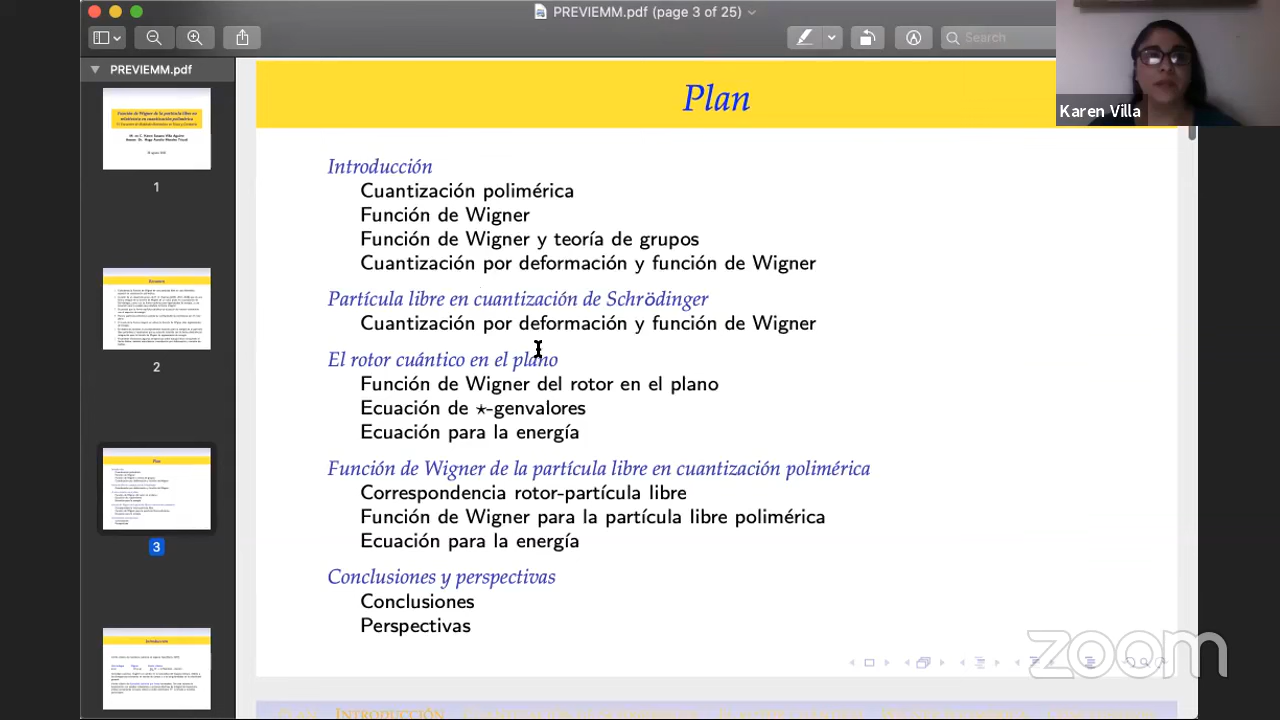 PREVIEMM.pdf (page 3 of 25)
Search
PREVIEMM.pdf
Karen Villa
Plan
Introducción
Cuantización polimérica
Función de Wigner
Función de Wigner y teoría de grupos
Cuantización por deformación y función de Wigner
Partícula libre en cuantización de Schrödinger
Cuantización por deformación y función de Wigner
El rotor cuántico en el plano
Función de Wigner del rotor en el plano
Ecuación de ⋆-genvalores
Ecuación para la energía
Función de Wigner de la partícula libre en cuantización polimérica
Correspondencia rotor-partícula libre
Función de Wigner para la partícula libre polimérica
Ecuación para la energía
Conclusiones y perspectivas
Conclusiones
Perspectivas
1
2
3
zoom
Introducción